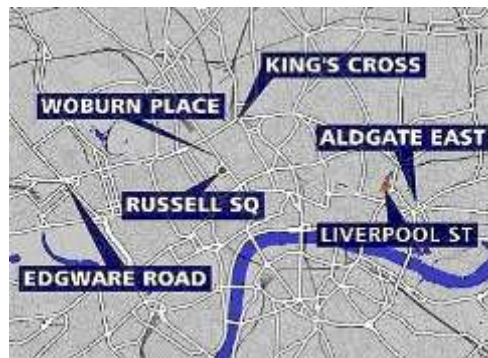 KING'S CROSS
WOBURN PLACE
ALDGATE EAST
RUSSELL SQ
LIVERPOOL ST
EDGWARE ROAD